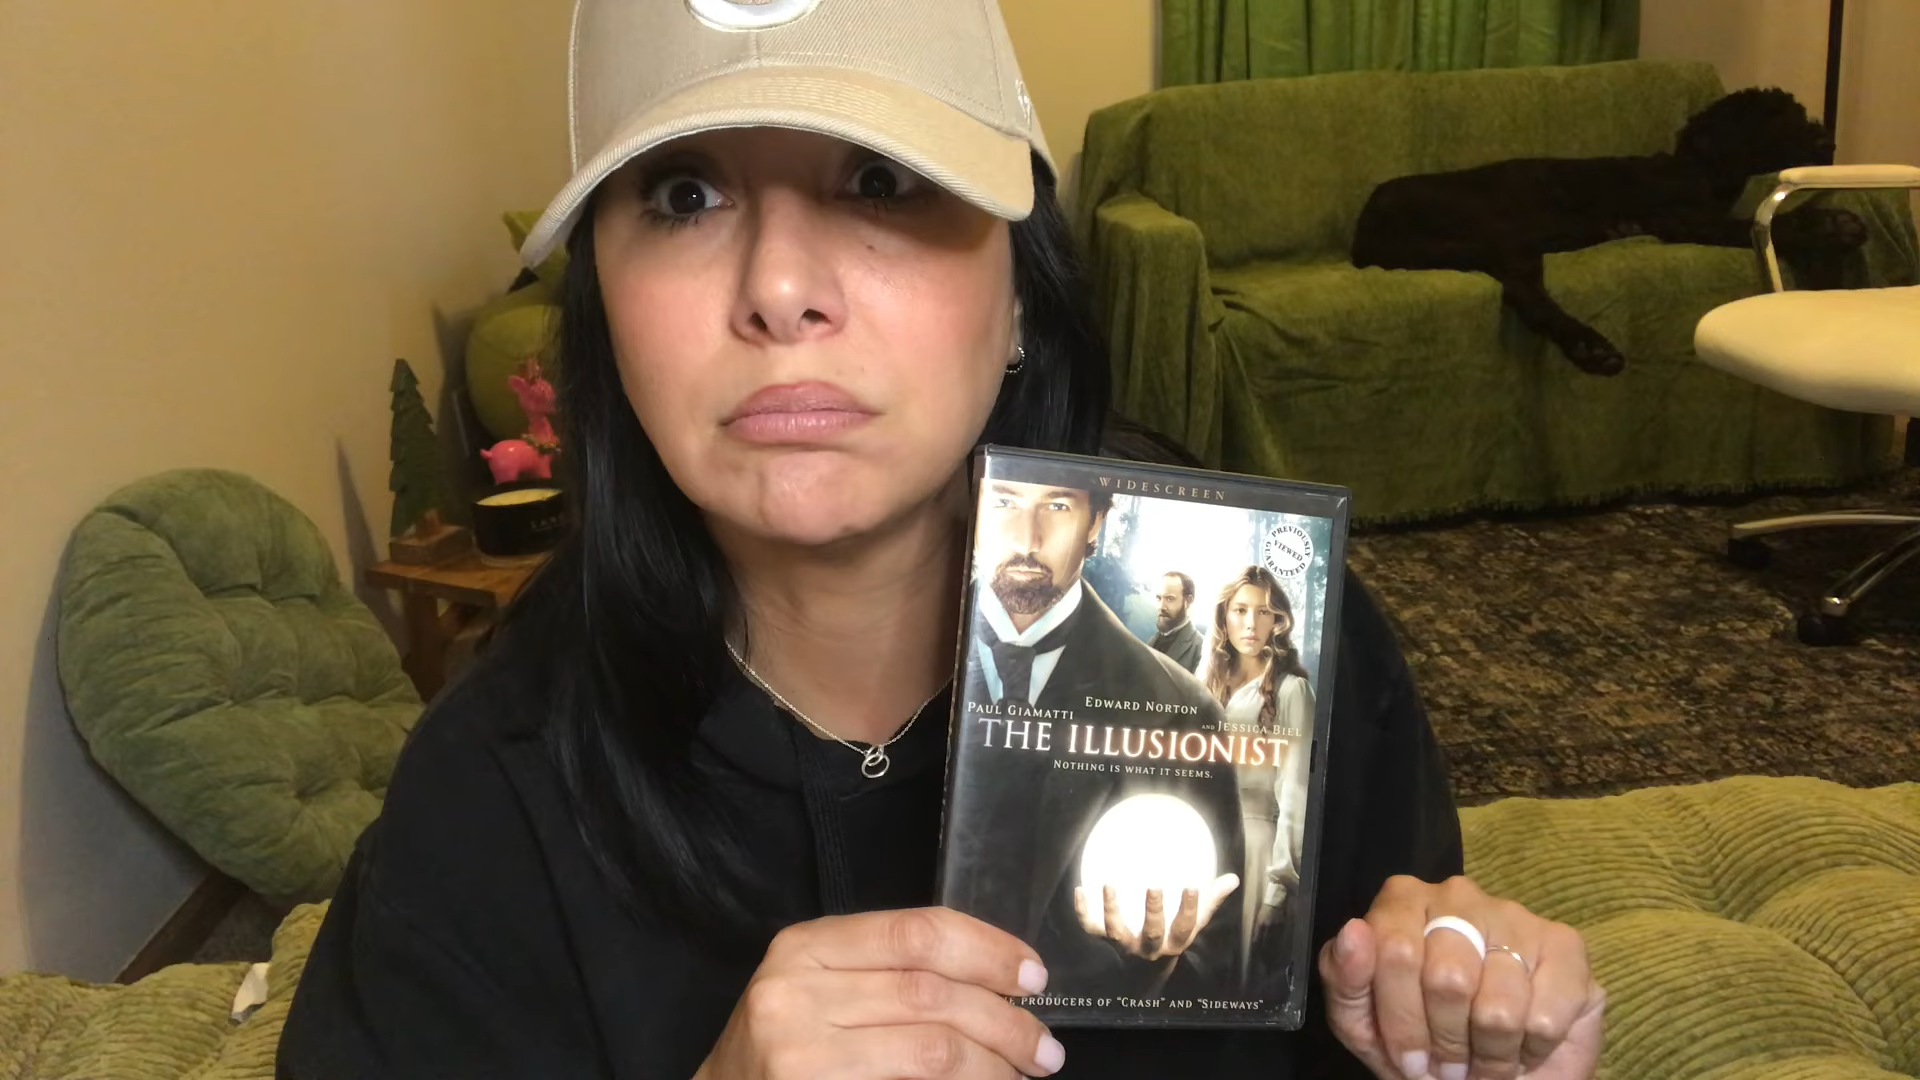 WIDESCREEN
PREVIOUSLY
VIEWED
GUARANTEED
PAUL GIAMATTI
EDWARD NORTON
AND JESSICA BIEL
THE ILLUSIONIST
NOTHING IS WHAT IT SEEMS.
PRODUCERS OF "CRASH" AND "SIDEWAYS"